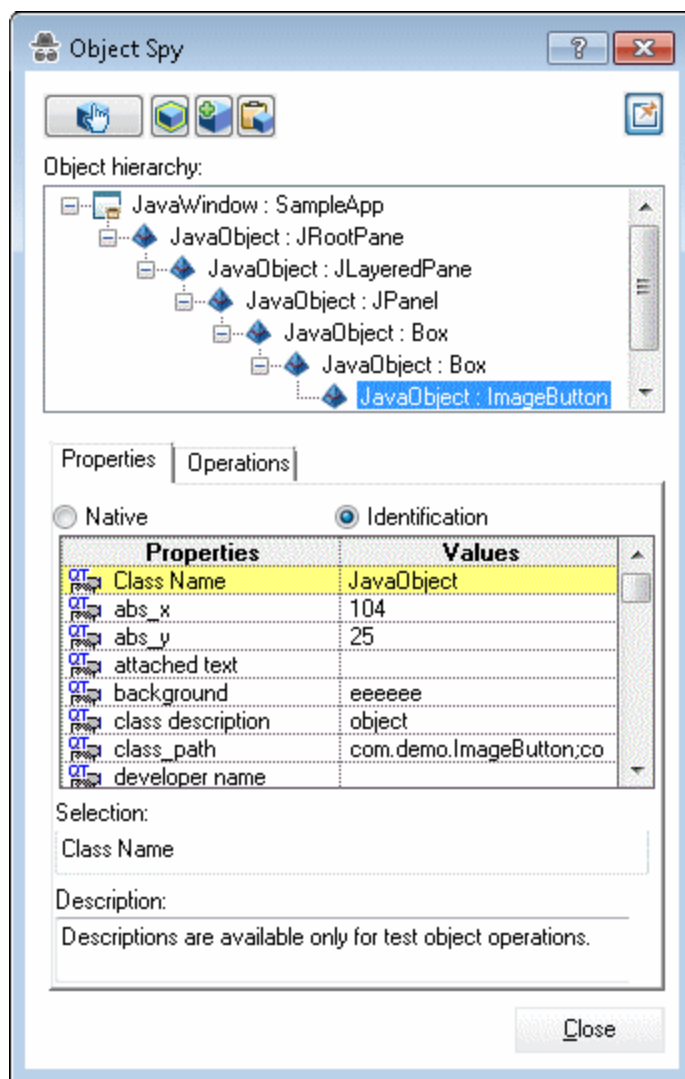 Object Spy
Object hierarchy:
JavaWindow : SampleApp
JavaObject : JRootPane
JavaObject : JLayeredPane
JavaObject : JPanel
JavaObject : Box
JavaObject : Box
JavaObject : ImageButton
Properties Operations
Native Identification
Properties Values
Class Name JavaObject
abs_x 104
abs_y 25
attached text
background eeeeee
class description object
class_path com.demo.ImageButton;co
developer name
Selection:
Class Name
Description:
Descriptions are available only for test object operations.
Close